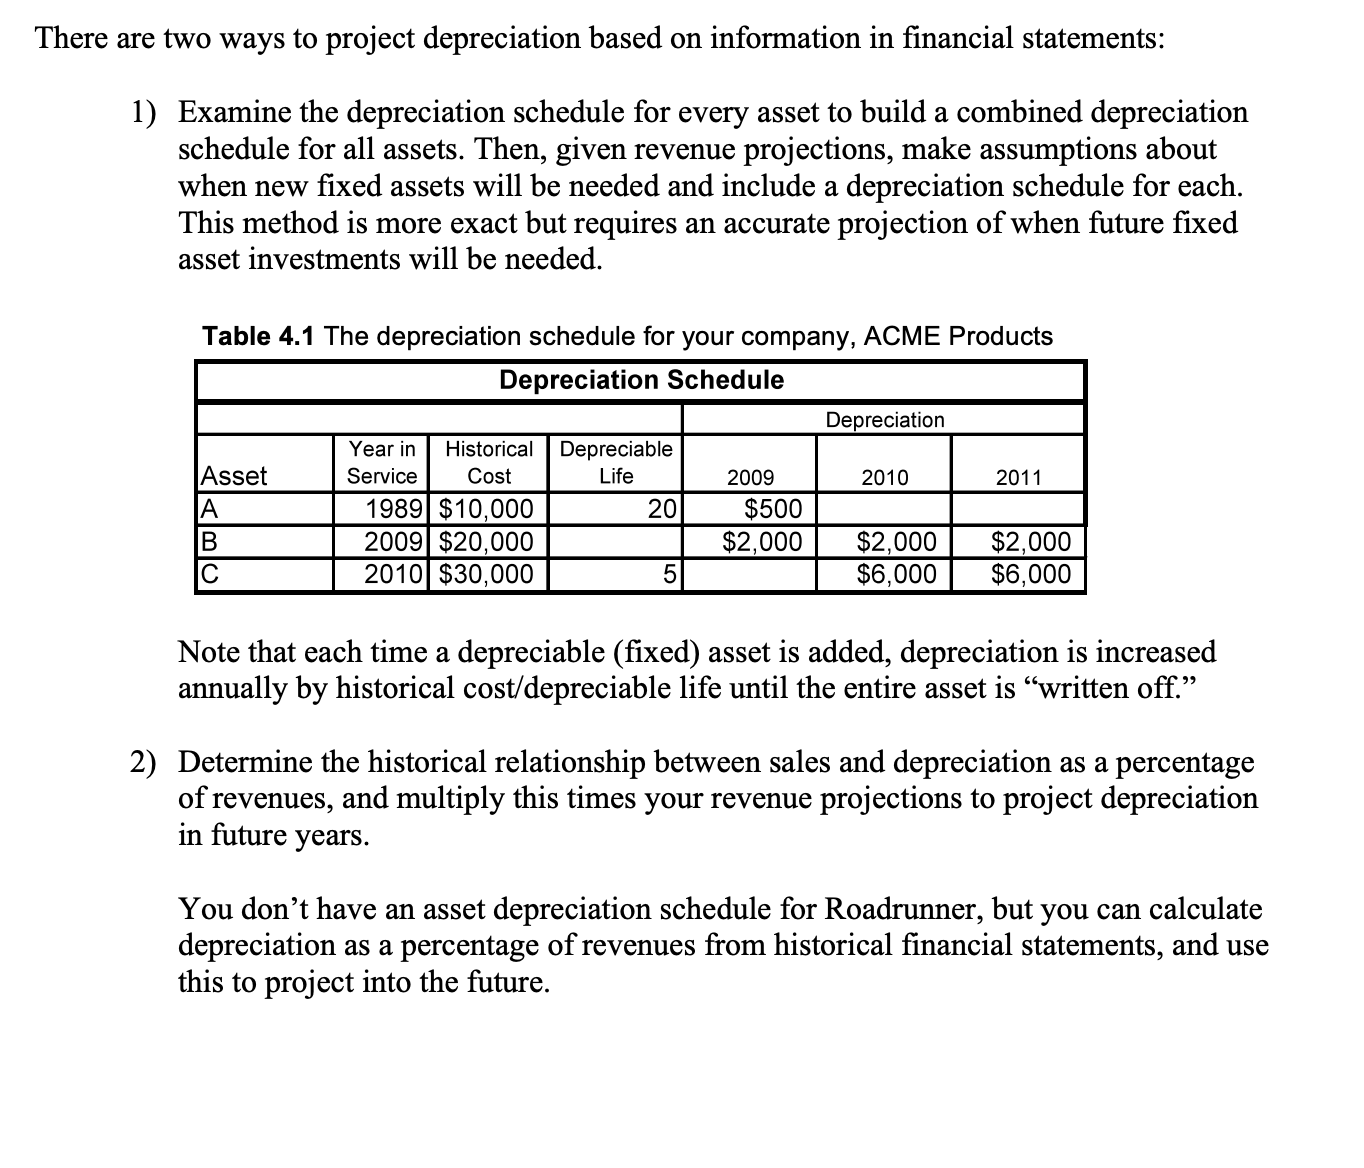 There are two ways to project depreciation based on information in financial statements:
1) Examine the depreciation schedule for every asset to build a combined depreciation
schedule for all assets. Then, given revenue projections, make assumptions about
when new fixed assets will be needed and include a depreciation schedule for each.
This method is more exact but requires an accurate projection of when future fixed
asset investments will be needed.
Table 4.1 The depreciation schedule for your company, ACME Products
Depreciation Schedule
Depreciation
Year in Historical Depreciable
Asset Service Cost Life 2009 2010 2011
A 1989 $10,000 20 $500
B 2009 $20,000 $2,000 $2,000 $2,000
C 2010 $30,000 5 $6,000 $6,000
Note that each time a depreciable (fixed) asset is added, depreciation is increased
annually by historical cost/depreciable life until the entire asset is “written off.”
2) Determine the historical relationship between sales and depreciation as a percentage
of revenues, and multiply this times your revenue projections to project depreciation
in future years.
You don’t have an asset depreciation schedule for Roadrunner, but you can calculate
depreciation as a percentage of revenues from historical financial statements, and use
this to project into the future.